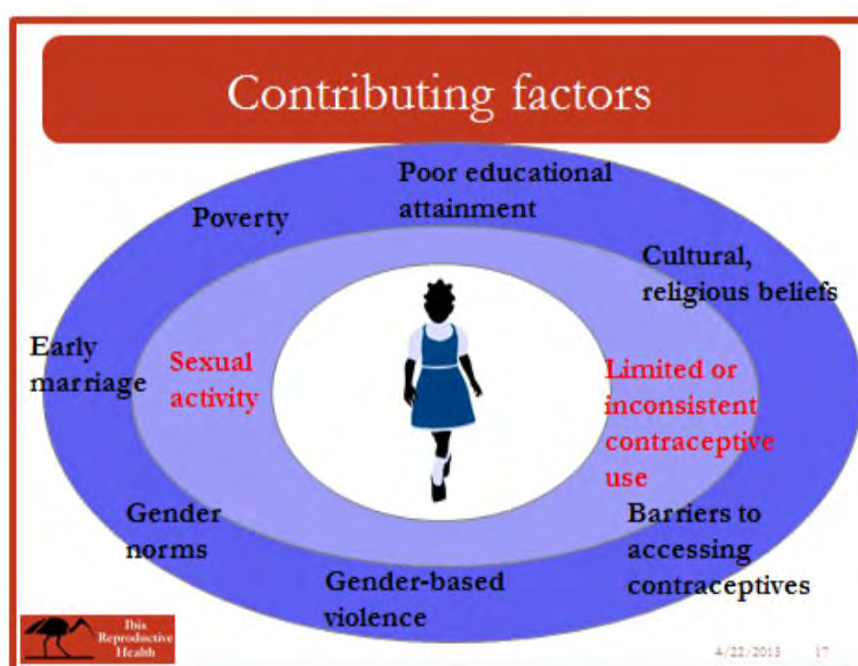 Contributing factors
Poor educational
attainment
Poverty
Cultural,
religious beliefs
Early
marriage
Sexual
activity
Limited or
inconsistent
contraceptive
use
Gender
norms
Barriers to
accessing
contraceptives
Gender-based
violence
Ibis
Reproductive
Health
4/22/2013
17